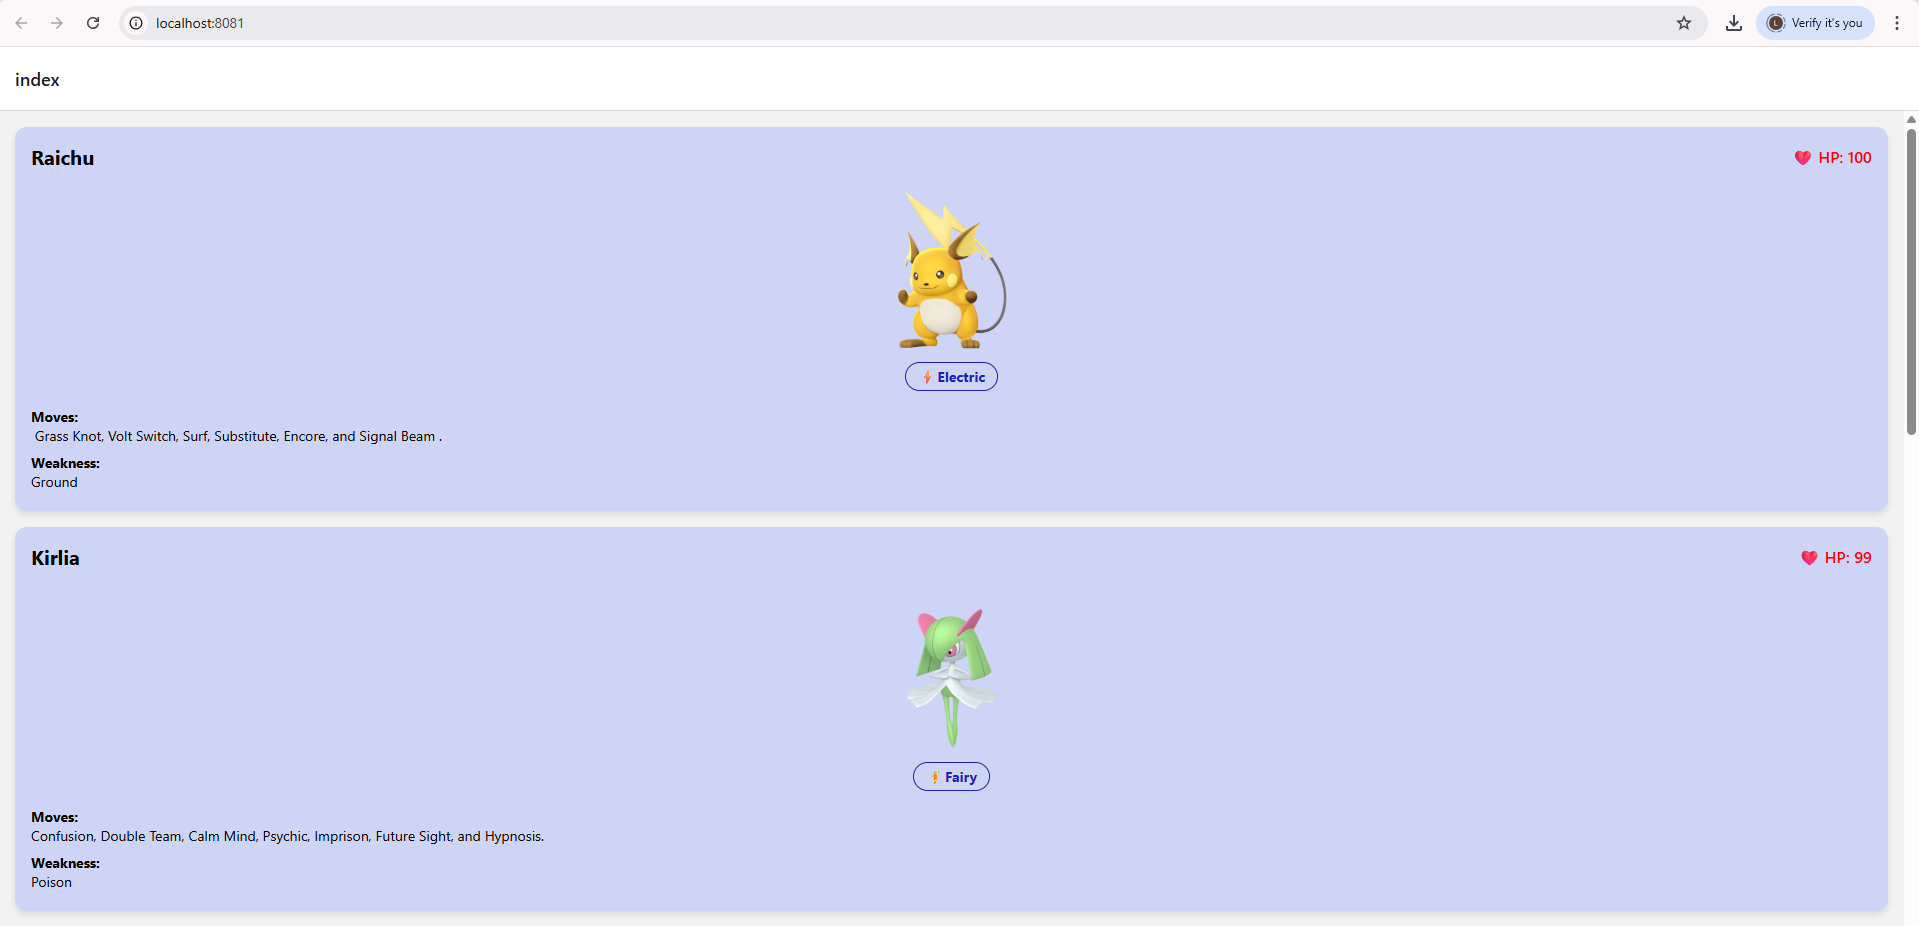 localhost:8081
L
Verify it's you
index
Raichu
HP: 100
Electric
Moves:
Grass Knot, Volt Switch, Surf, Substitute, Encore, and Signal Beam .
Weakness:
Ground
Kirlia
HP: 99
Fairy
Moves:
Confusion, Double Team, Calm Mind, Psychic, Imprison, Future Sight, and Hypnosis.
Weakness:
Poison